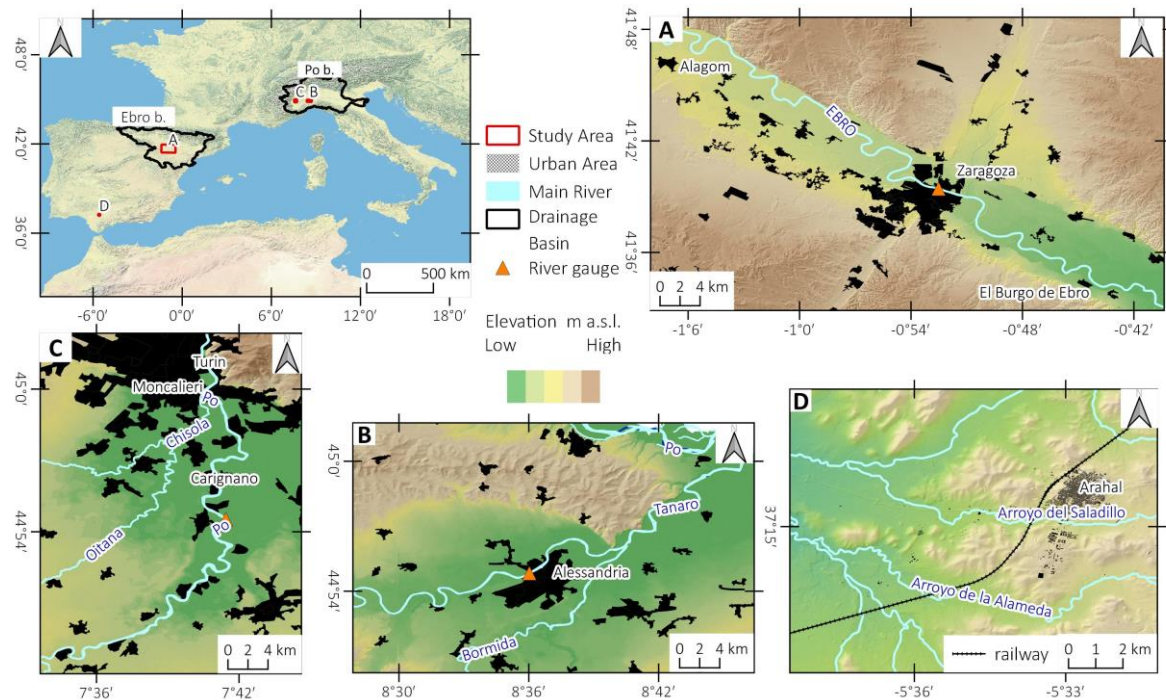 N
48°0'
42°0'
36°0'
-6°0'
0°0'
6°0'
12°0'
18°0'
Po b.
C B
Ebro b.
A
D
0 500 km
Study Area
Urban Area
Main River
Drainage
Basin
River gauge
Elevation m a.s.l.
Low High
A
N
41°48'
41°42'
41°36'
Alagom
EBRO
Zaragoza
El Burgo de Ebro
0 2 4 km
-1°6'
-1°0'
-0°54'
-0°48'
-0°42'
C
N
45°0'
44°54'
Turin
Moncalieri
Po
Chisola
Carignano
Po
Oitana
0 2 4 km
7°36'
7°42'
B
N
45°0'
44°54'
Po
Tanaro
Alessandria
Bormida
0 2 4 km
8°30'
8°36'
8°42'
D
N
37°15'
Arahal
Arroyo del Saladillo
Arroyo de la Alameda
0 1 2 km
railway
-5°36'
-5°33'